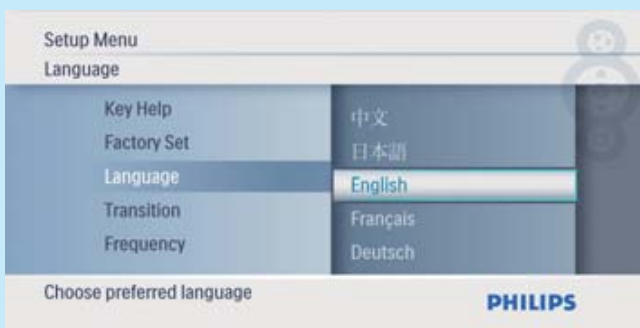 Setup Menu
Language
Key Help
Factory Set
Language
Transition
Frequency
中文
日本語
English
Français
Deutsch
Choose preferred language
PHILIPS